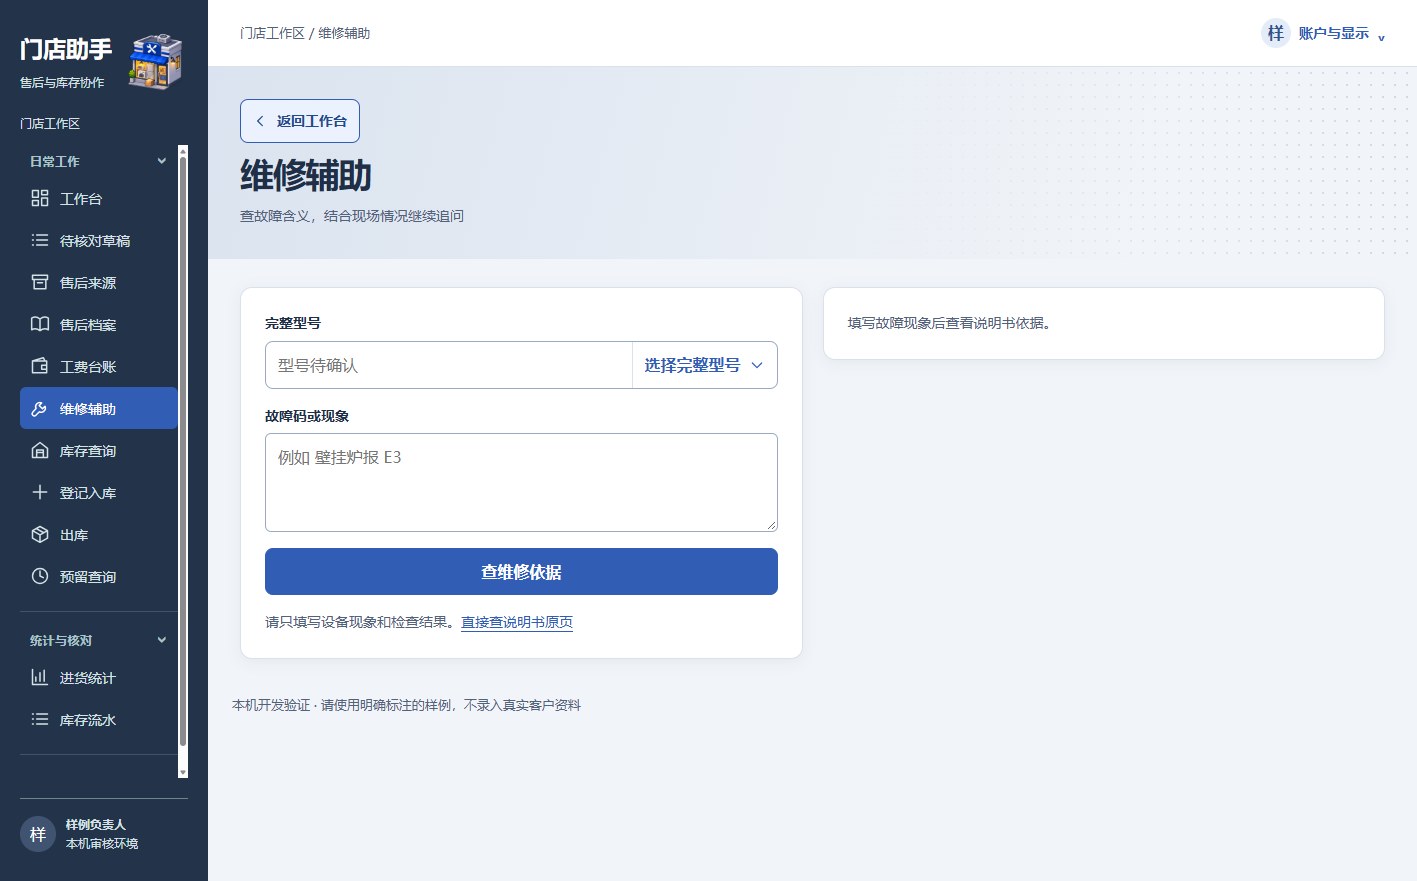 门店助手
售后与库存协作
门店工作区
日常工作
工作台
待核对草稿
售后来源
售后档案
工费台账
维修辅助
库存查询
登记入库
出库
预留查询
统计与核对
进货统计
库存流水
样
样例负责人
本机审核环境
门店工作区 / 维修辅助
样 账户与显示
返回工作台
维修辅助
查故障含义，结合现场情况继续追问
完整型号
型号待确认 选择完整型号
故障码或现象
例如 壁挂炉报 E3
查维修依据
请只填写设备现象和检查结果。直接查说明书原页
填写故障现象后查看说明书依据。
本机开发验证 · 请使用明确标注的样例，不录入真实客户资料